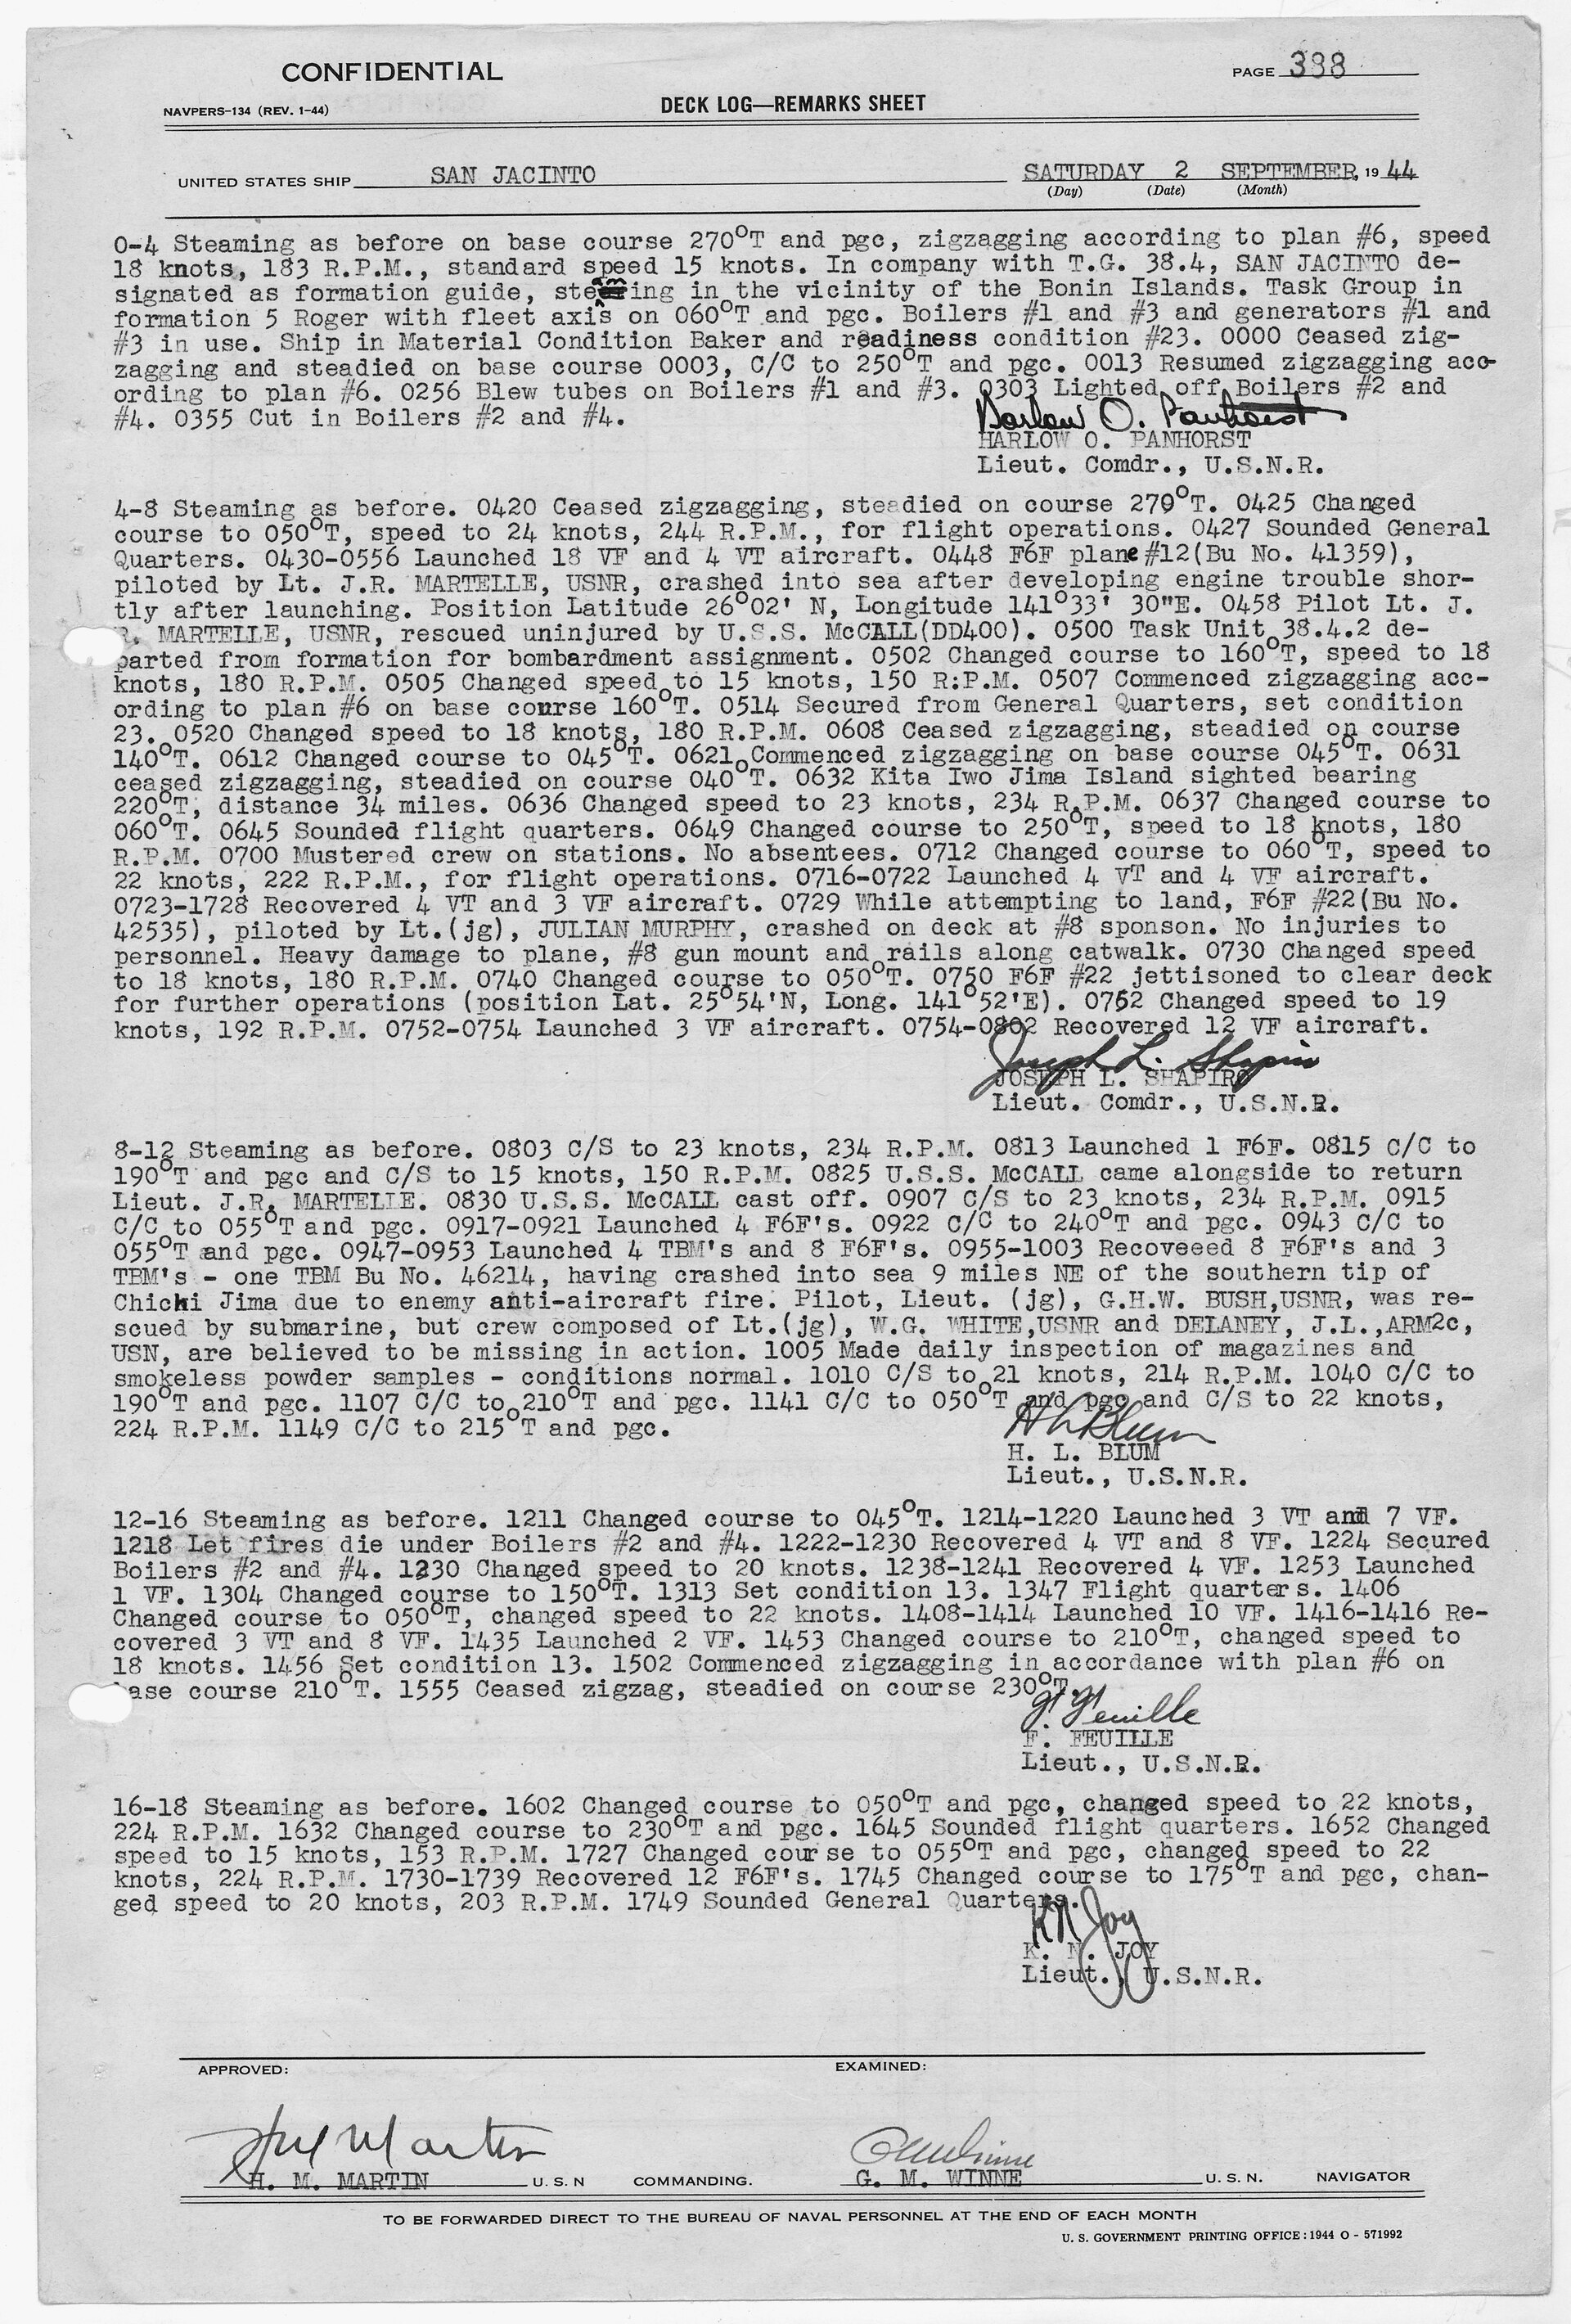 CONFIDENTIAL
PAGE 338
NAVPERS-134 (REV. 1-44)
DECK LOG—REMARKS SHEET
UNITED STATES SHIP SAN JACINTO SATURDAY 2 SEPTEMBER, 19 44
(Day) (Date) (Month)
0-4 Steaming as before on base course 270°T and pgc, zigzagging according to plan #6, speed
18 knots, 183 R.P.M., standard speed 15 knots. In company with T.G. 38.4, SAN JACINTO de-
signated as formation guide, steaming in the vicinity of the Bonin Islands. Task Group in
formation 5 Roger with fleet axis on 060°T and pgc. Boilers #1 and #3 and generators #1 and
#3 in use. Ship in Material Condition Baker and readiness condition #23. 0000 Ceased zig-
zagging and steadied on base course 0003, C/C to 250°T and pgc. 0013 Resumed zigzagging acc-
ording to plan #6. 0256 Blew tubes on Boilers #1 and #3. 0303 Lighted off Boilers #2 and
#4. 0355 Cut in Boilers #2 and #4.
Harlow O. Panhorst
HARLOW O. PANHORST
Lieut. Comdr., U.S.N.R.
4-8 Steaming as before. 0420 Ceased zigzagging, steadied on course 270°T. 0425 Changed
course to 050°T, speed to 24 knots, 244 R.P.M., for flight operations. 0427 Sounded General
Quarters. 0430-0556 Launched 18 VF and 4 VT aircraft. 0448 F6F plane #12(Bu No. 41359),
piloted by Lt. J.R. MARTELLE, USNR, crashed into sea after developing engine trouble shor-
tly after launching. Position Latitude 26°02' N, Longitude 141°33' 30"E. 0458 Pilot Lt. J.
R. MARTELLE, USNR, rescued uninjured by U.S.S. McCALL(DD400). 0500 Task Unit 38.4.2 de-
parted from formation for bombardment assignment. 0502 Changed course to 160°T, speed to 18
knots, 180 R.P.M. 0505 Changed speed to 15 knots, 150 R:P.M. 0507 Commenced zigzagging acc-
ording to plan #6 on base course 160°T. 0514 Secured from General Quarters, set condition
23. 0520 Changed speed to 18 knots, 180 R.P.M. 0608 Ceased zigzagging, steadied on course
140°T. 0612 Changed course to 045°T. 0621 Commenced zigzagging on base course 045°T. 0631
ceased zigzagging, steadied on course 040°T. 0632 Kita Iwo Jima Island sighted bearing
220°T, distance 34 miles. 0636 Changed speed to 23 knots, 234 R.P.M. 0637 Changed course to
060°T. 0645 Sounded flight quarters. 0649 Changed course to 250°T, speed to 18 knots, 180
R.P.M. 0700 Mustered crew on stations. No absentees. 0712 Changed course to 060°T, speed to
22 knots, 222 R.P.M., for flight operations. 0716-0722 Launched 4 VT and 4 VF aircraft.
0723-1728 Recovered 4 VT and 3 VF aircraft. 0729 While attempting to land, F6F #22(Bu No.
42535), piloted by Lt.(jg), JULIAN MURPHY, crashed on deck at #8 sponson. No injuries to
personnel. Heavy damage to plane, #8 gun mount and rails along catwalk. 0730 Changed speed
to 18 knots, 180 R.P.M. 0740 Changed course to 050°T. 0750 F6F #22 jettisoned to clear deck
for further operations (position Lat. 25°54'N, Long. 141°52'E). 0752 Changed speed to 19
knots, 192 R.P.M. 0752-0754 Launched 3 VF aircraft. 0754-0802 Recovered 12 VF aircraft.
Joseph L. Shapiro
JOSEPH L. SHAPIRO
Lieut. Comdr., U.S.N.R.
8-12 Steaming as before. 0803 C/S to 23 knots, 234 R.P.M. 0813 Launched 1 F6F. 0815 C/C to
190°T and pgc and C/S to 15 knots, 150 R.P.M. 0825 U.S.S. McCALL came alongside to return
Lieut. J.R. MARTELLE. 0830 U.S.S. McCALL cast off. 0907 C/S to 23 knots, 234 R.P.M. 0915
C/C to 055°T and pgc. 0917-0921 Launched 4 F6F's. 0922 C/C to 240°T and pgc. 0943 C/C to
055°T and pgc. 0947-0953 Launched 4 TBM's and 8 F6F's. 0955-1003 Recoveeed 8 F6F's and 3
TBM's - one TBM Bu No. 46214, having crashed into sea 9 miles NE of the southern tip of
Chichi Jima due to enemy anti-aircraft fire. Pilot, Lieut. (jg), G.H.W. BUSH,USNR, was re-
scued by submarine, but crew composed of Lt.(jg), W.G. WHITE,USNR and DELANEY, J.L.,ARM2c,
USN, are believed to be missing in action. 1005 Made daily inspection of magazines and
smokeless powder samples - conditions normal. 1010 C/S to 21 knots, 214 R.P.M. 1040 C/C to
190°T and pgc. 1107 C/C to 210°T and pgc. 1141 C/C to 050°T and pgc and C/S to 22 knots,
224 R.P.M. 1149 C/C to 215°T and pgc.
H L Blum
H. L. BLUM
Lieut., U.S.N.R.
12-16 Steaming as before. 1211 Changed course to 045°T. 1214-1220 Launched 3 VT and 7 VF.
1218 Let fires die under Boilers #2 and #4. 1222-1230 Recovered 4 VT and 8 VF. 1224 Secured
Boilers #2 and #4. 1230 Changed speed to 20 knots. 1238-1241 Recovered 4 VF. 1253 Launched
1 VF. 1304 Changed course to 150°T. 1313 Set condition 13. 1347 Flight quarters. 1406
Changed course to 050°T, changed speed to 22 knots. 1408-1414 Launched 10 VF. 1416-1416 Re-
covered 3 VT and 8 VF. 1435 Launched 2 VF. 1453 Changed course to 210°T, changed speed to
18 knots. 1456 Set condition 13. 1502 Commenced zigzagging in accordance with plan #6 on
base course 210°T. 1555 Ceased zigzag, steadied on course 230°T.
F. Feuille
F. FEUILLE
Lieut., U.S.N.R.
16-18 Steaming as before. 1602 Changed course to 050°T and pgc, changed speed to 22 knots,
224 R.P.M. 1632 Changed course to 230°T and pgc. 1645 Sounded flight quarters. 1652 Changed
speed to 15 knots, 153 R.P.M. 1727 Changed course to 055°T and pgc, changed speed to 22
knots, 224 R.P.M. 1730-1739 Recovered 12 F6F's. 1745 Changed course to 175°T and pgc, chan-
ged speed to 20 knots, 203 R.P.M. 1749 Sounded General Quarters.
K N Joy
K. N. JOY
Lieut., U.S.N.R.
APPROVED: EXAMINED:
H M Martin G M Winne
H. M. MARTIN U. S. N COMMANDING. G. M. WINNE U. S. N. NAVIGATOR
TO BE FORWARDED DIRECT TO THE BUREAU OF NAVAL PERSONNEL AT THE END OF EACH MONTH
U. S. GOVERNMENT PRINTING OFFICE : 1944 O - 571992